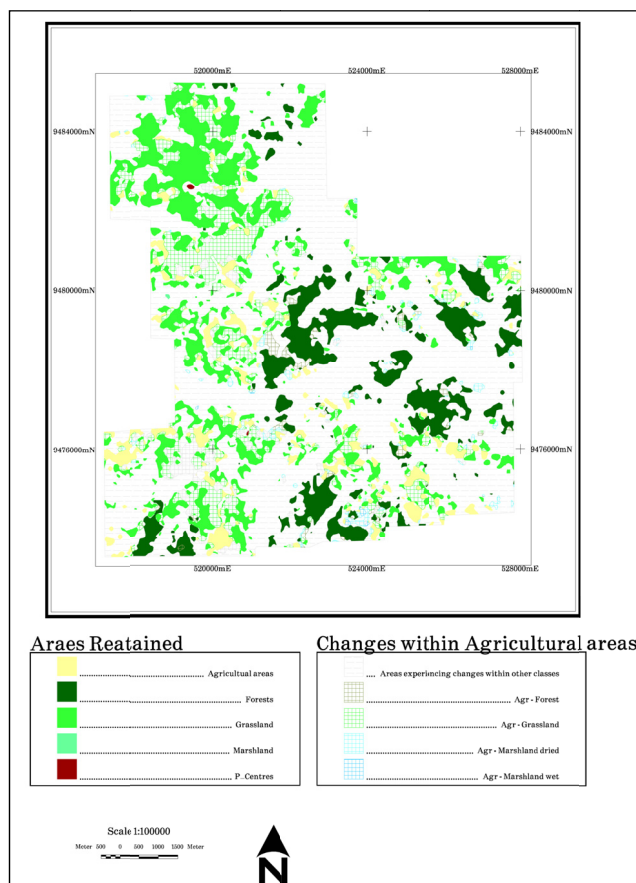 520000mE 524000mE 528000mE
9484000mN 9484000mN
9480000mN 9480000mN
9476000mN 9476000mN
520000mE 524000mE 528000mE
Araes Reatained
Agricultual areas
Forests
Grassland
Marshland
P_Centres
Changes within Agricultural areas
Areas experincing changes within other classes
Agr - Forest
Agr - Grassland
Agr - Marshland dried
Agr - Marshland wet
Scale 1:100000
Meter 500 0 500 1000 1500 Meter
N